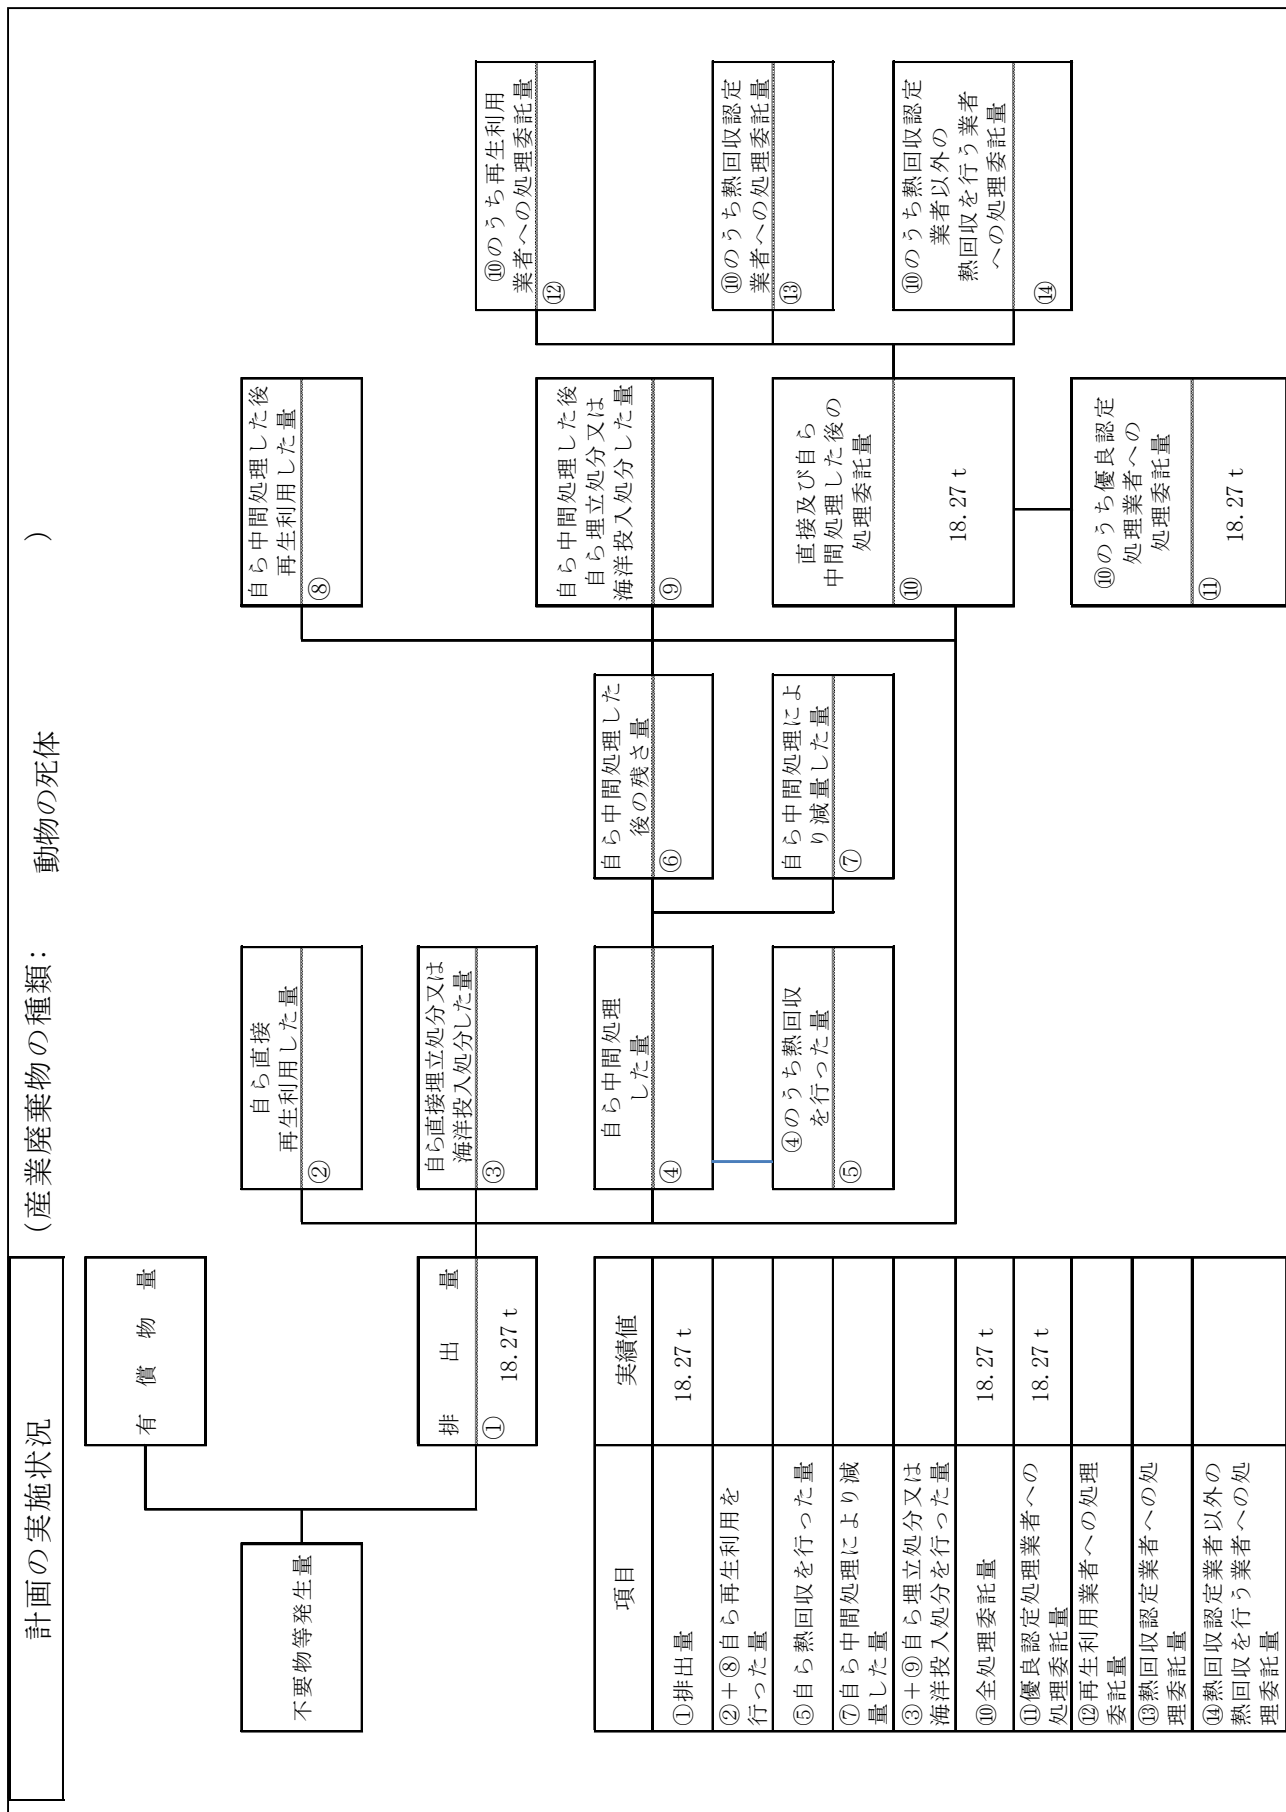 計画の実施状況
（産業廃棄物の種類：
動物の死体
）
不要物等発生量
有償物量
排出量
①
18.27 t
自ら直接
再生利用した量
②
自ら直接埋立処分又は
海洋投入処分した量
③
自ら中間処理
した量
④
④のうち熱回収
を行った量
⑤
自ら中間処理した
後の残さ量
⑥
自ら中間処理によ
り減量した量
⑦
自ら中間処理した後
再生利用した量
⑧
自ら中間処理した後
自ら埋立処分又は
海洋投入処分した量
⑨
直接及び自ら
中間処理した後の
処理委託量
⑩
18.27 t
⑩のうち優良認定
処理業者への
処理委託量
⑪
18.27 t
⑩のうち再生利用
業者への処理委託量
⑫
⑩のうち熱回収認定
業者への処理委託量
⑬
⑩のうち熱回収認定
業者以外の
熱回収を行う業者
への処理委託量
⑭
項目
実績値
①排出量
18.27 t
②＋⑧自ら再生利用を
行った量
⑤自ら熱回収を行った量
⑦自ら中間処理により減
量した量
③＋⑨自ら埋立処分又は
海洋投入処分を行った量
⑩全処理委託量
18.27 t
⑪優良認定処理業者への
処理委託量
18.27 t
⑫再生利用業者への処理
委託量
⑬熱回収認定業者への処
理委託量
⑭熱回収認定業者以外の
熱回収を行う業者への処
理委託量